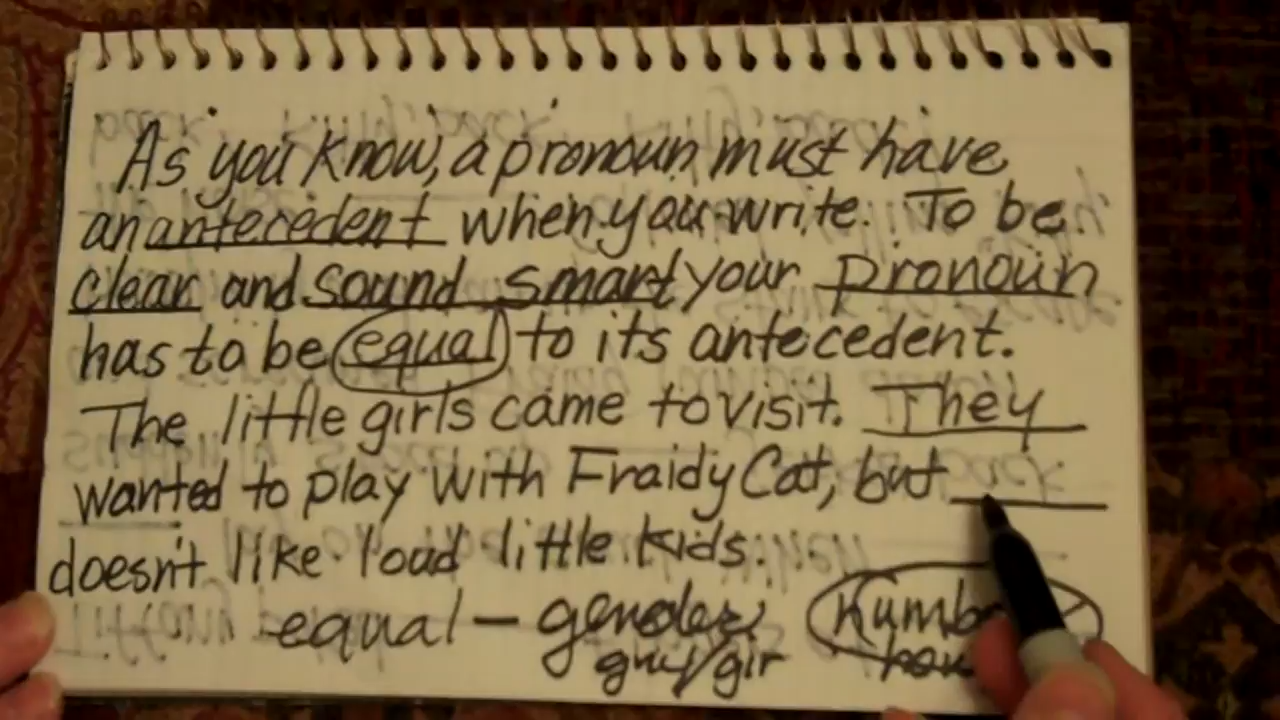 As you know, a pronoun must have
an antecedent when you write. To be
clear and sound smart your pronoun
has to be equal to its antecedent.
The little girls came to visit. They
wanted to play with Fraidy Cat, but
doesn't like loud little kids.
equal – gender
guy/girl